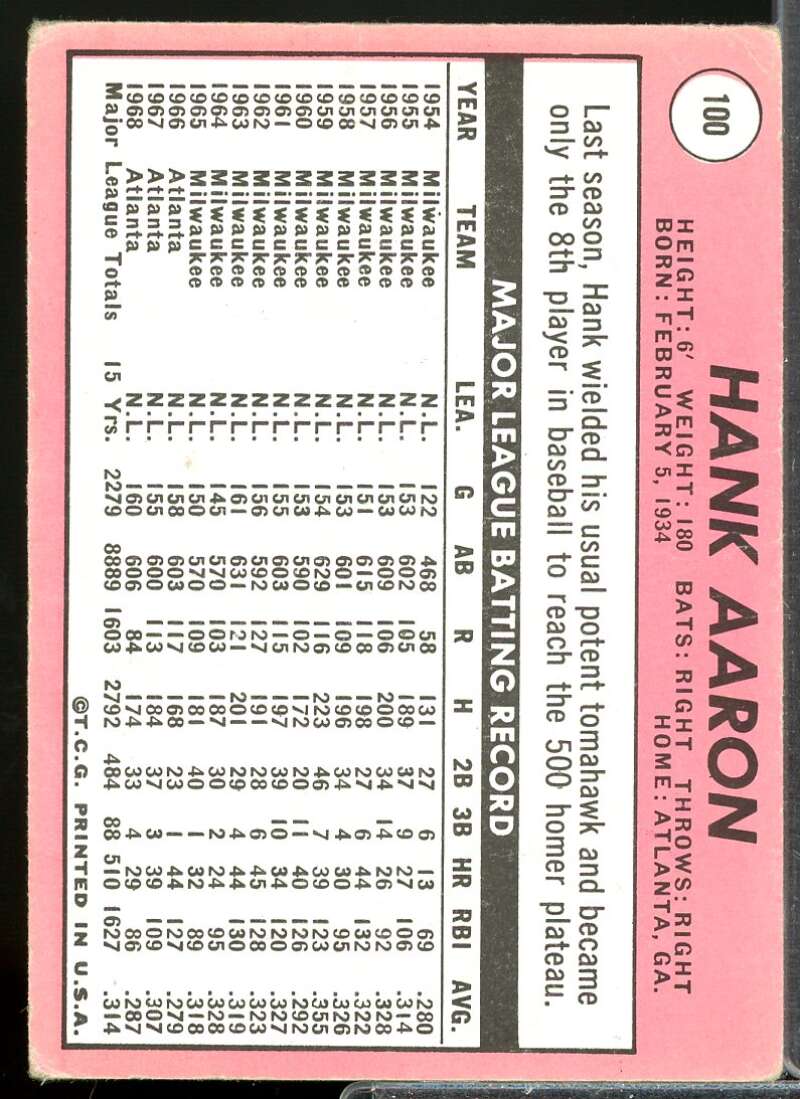 100
HANK AARON
HEIGHT: 6' WEIGHT: 180 BATS: RIGHT THROWS: RIGHT
BORN: FEBRUARY 5, 1934 HOME: ATLANTA, GA.
Last season, Hank wielded his usual potent tomahawk and became
only the 8th player in baseball to reach the 500 homer plateau.
MAJOR LEAGUE BATTING RECORD
YEAR TEAM LEA. G AB R H 2B 3B HR RBI AVG.
1954 Milwaukee N.L. 122 468 58 131 27 6 13 69 .280
1955 Milwaukee N.L. 153 602 105 189 37 9 27 106 .314
1956 Milwaukee N.L. 153 609 106 200 34 14 26 92 .328
1957 Milwaukee N.L. 151 615 118 198 27 6 44 132 .322
1958 Milwaukee N.L. 153 601 109 196 34 4 30 95 .326
1959 Milwaukee N.L. 154 629 116 223 46 7 39 123 .355
1960 Milwaukee N.L. 153 590 102 172 20 11 40 126 .292
1961 Milwaukee N.L. 155 603 115 197 39 10 34 120 .327
1962 Milwaukee N.L. 156 592 127 191 28 6 45 128 .323
1963 Milwaukee N.L. 161 631 121 201 29 4 44 130 .319
1964 Milwaukee N.L. 145 570 103 187 30 2 24 95 .328
1965 Milwaukee N.L. 150 570 109 181 40 1 32 89 .318
1966 Atlanta N.L. 158 603 117 168 23 1 44 127 .279
1967 Atlanta N.L. 155 600 113 184 37 3 39 109 .307
1968 Atlanta N.L. 160 606 84 174 33 4 29 86 .287
Major League Totals 15 Yrs. 2279 8889 1603 2792 484 88 510 1627 .314
©T.C.G. PRINTED IN U.S.A.